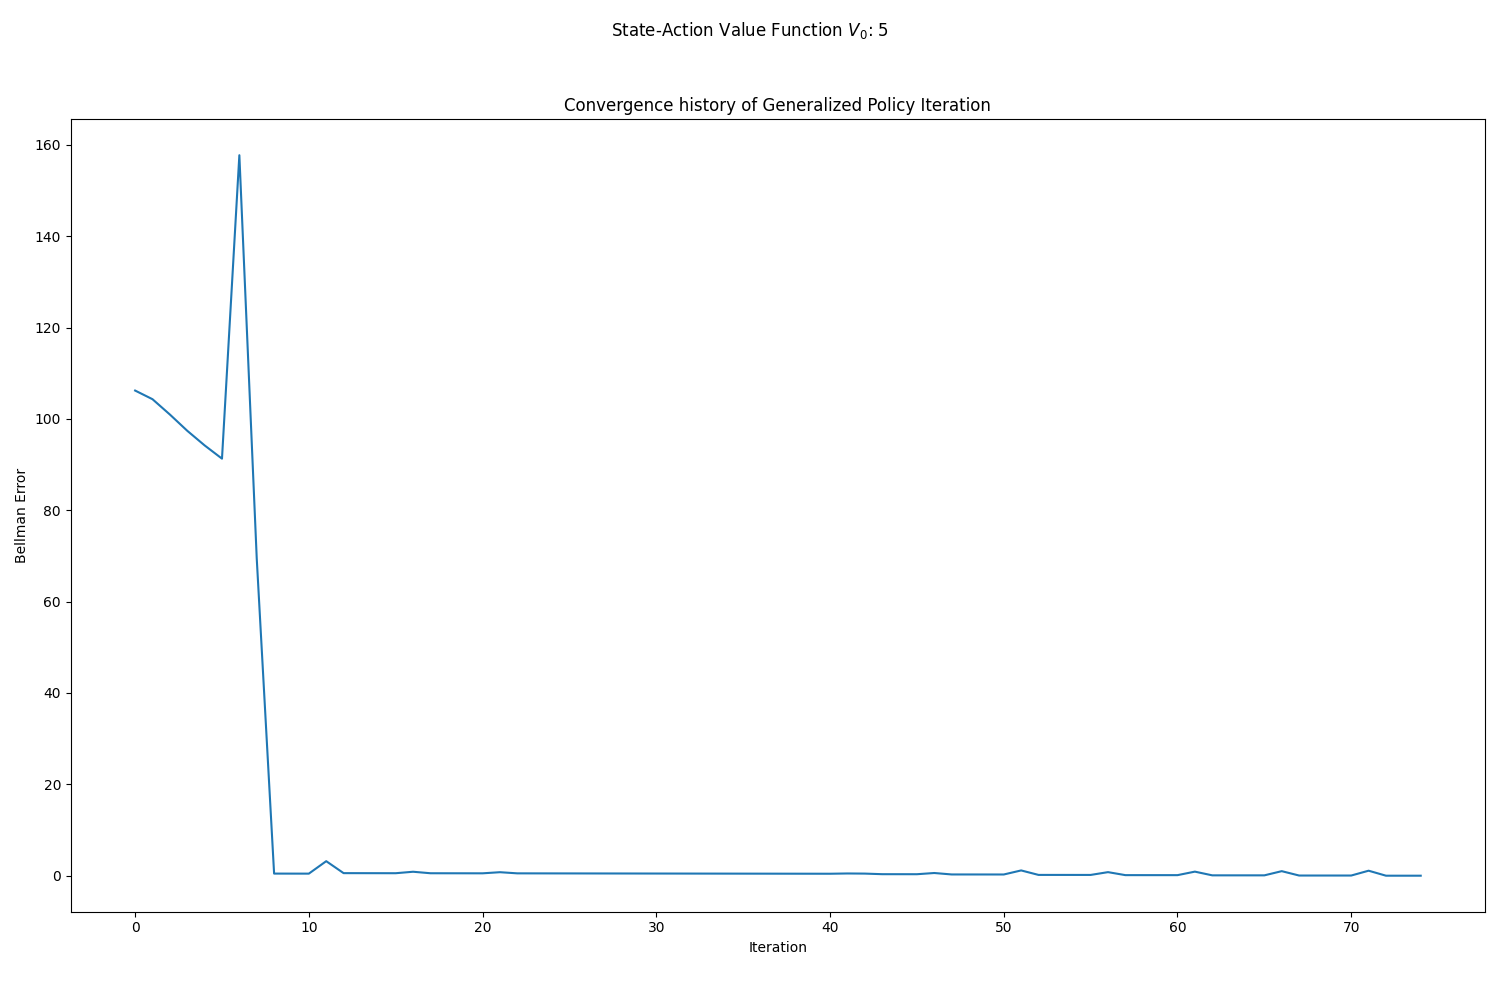 State-Action Value Function $V_0$: 5
Convergence history of Generalized Policy Iteration
160
140
120
100
80
60
40
20
0
Bellman Error
0 10 20 30 40 50 60 70
Iteration